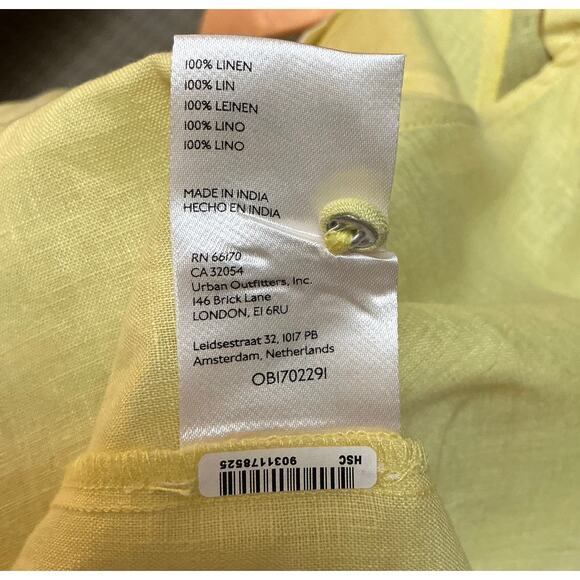 100% LINEN
100% LIN
100% LEINEN
100% LINO
100% LINO
MADE IN INDIA
HECHO EN INDIA
RN 66170
CA 32054
Urban Outfitters, Inc.
146 Brick Lane
LONDON, E1 6RU
Leidsestraat 32, 1017 PB
Amsterdam, Netherlands
OB1702291
HSC 9031178525